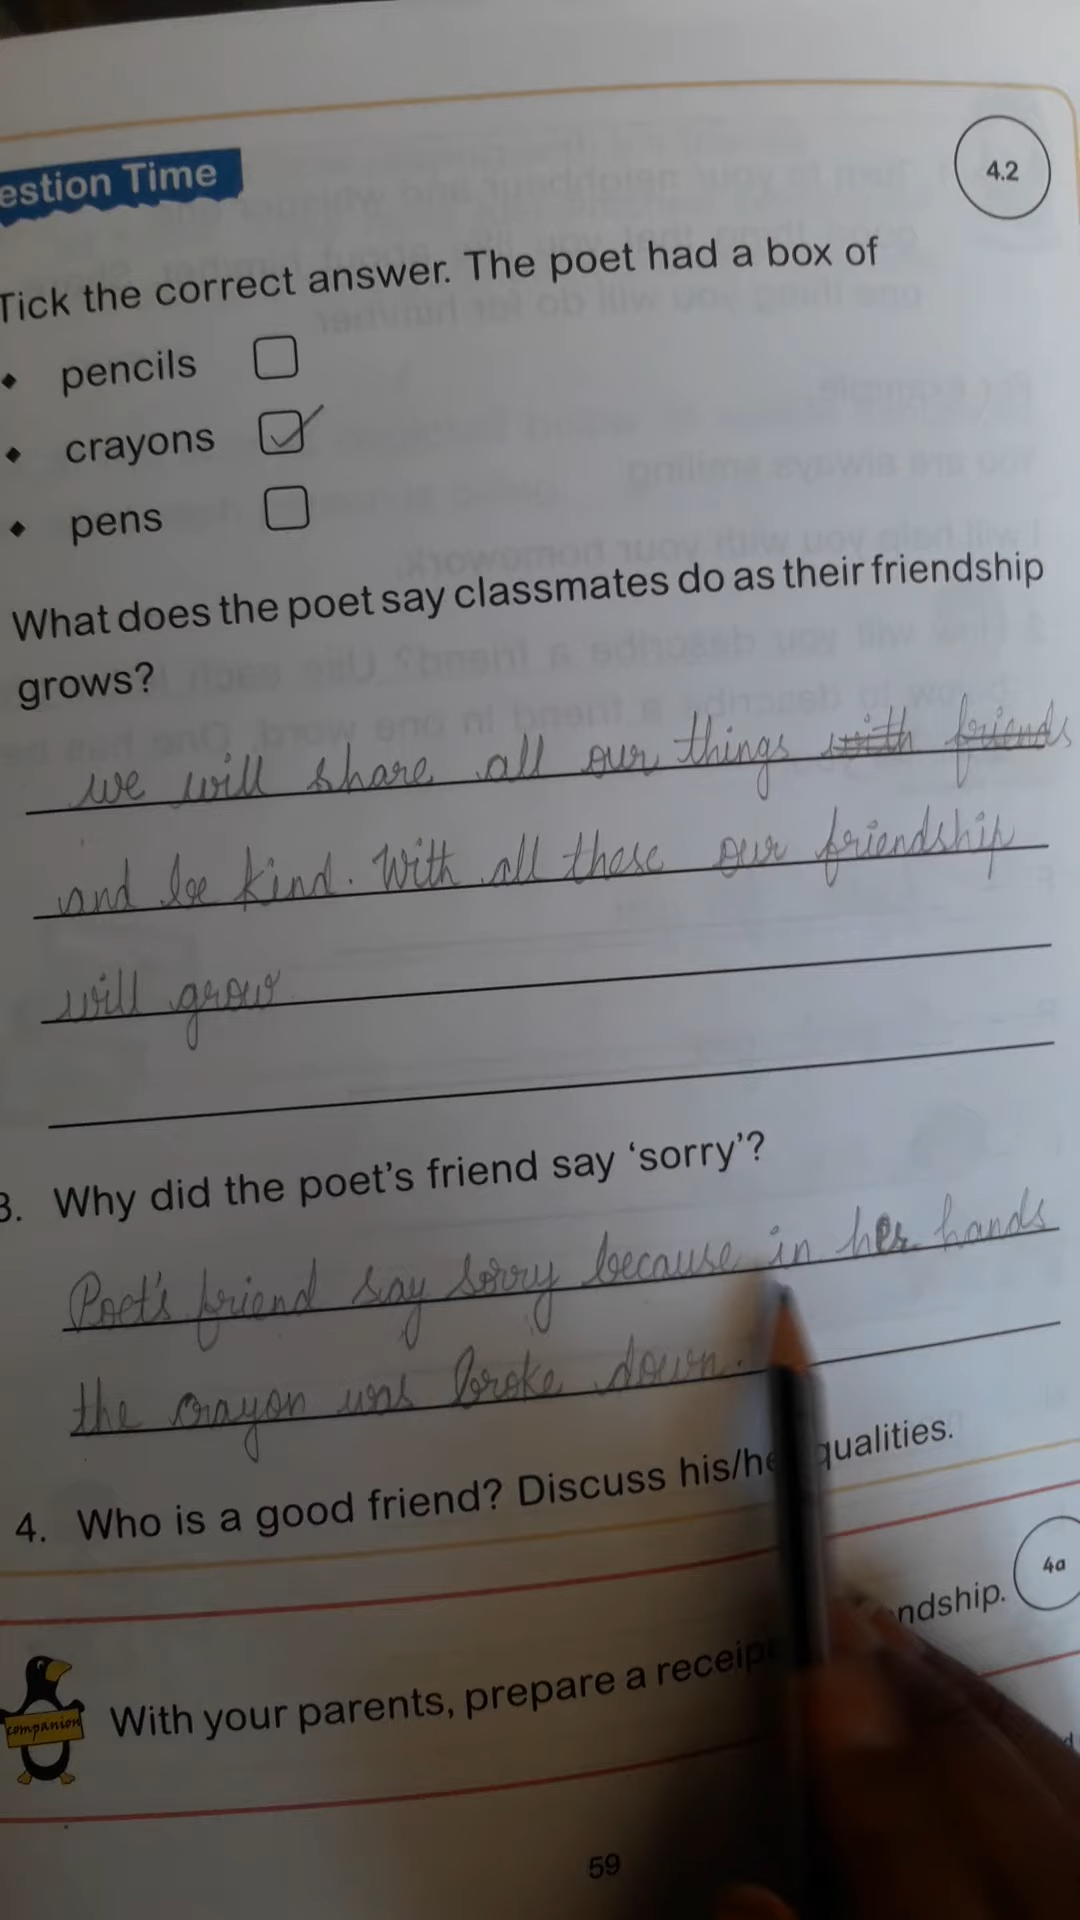 estion Time
4.2
Tick the correct answer. The poet had a box of
pencils
crayons
pens
What does the poet say classmates do as their friendship
grows?
we will share all our things with friends
and be kind. With all these our friendship
will grow
3. Why did the poet's friend say 'sorry'?
Poet's friend say sorry because in her hands
the crayon was broke down.
4. Who is a good friend? Discuss his/he qualities.
4a
companion
With your parents, prepare a receip ndship.
59